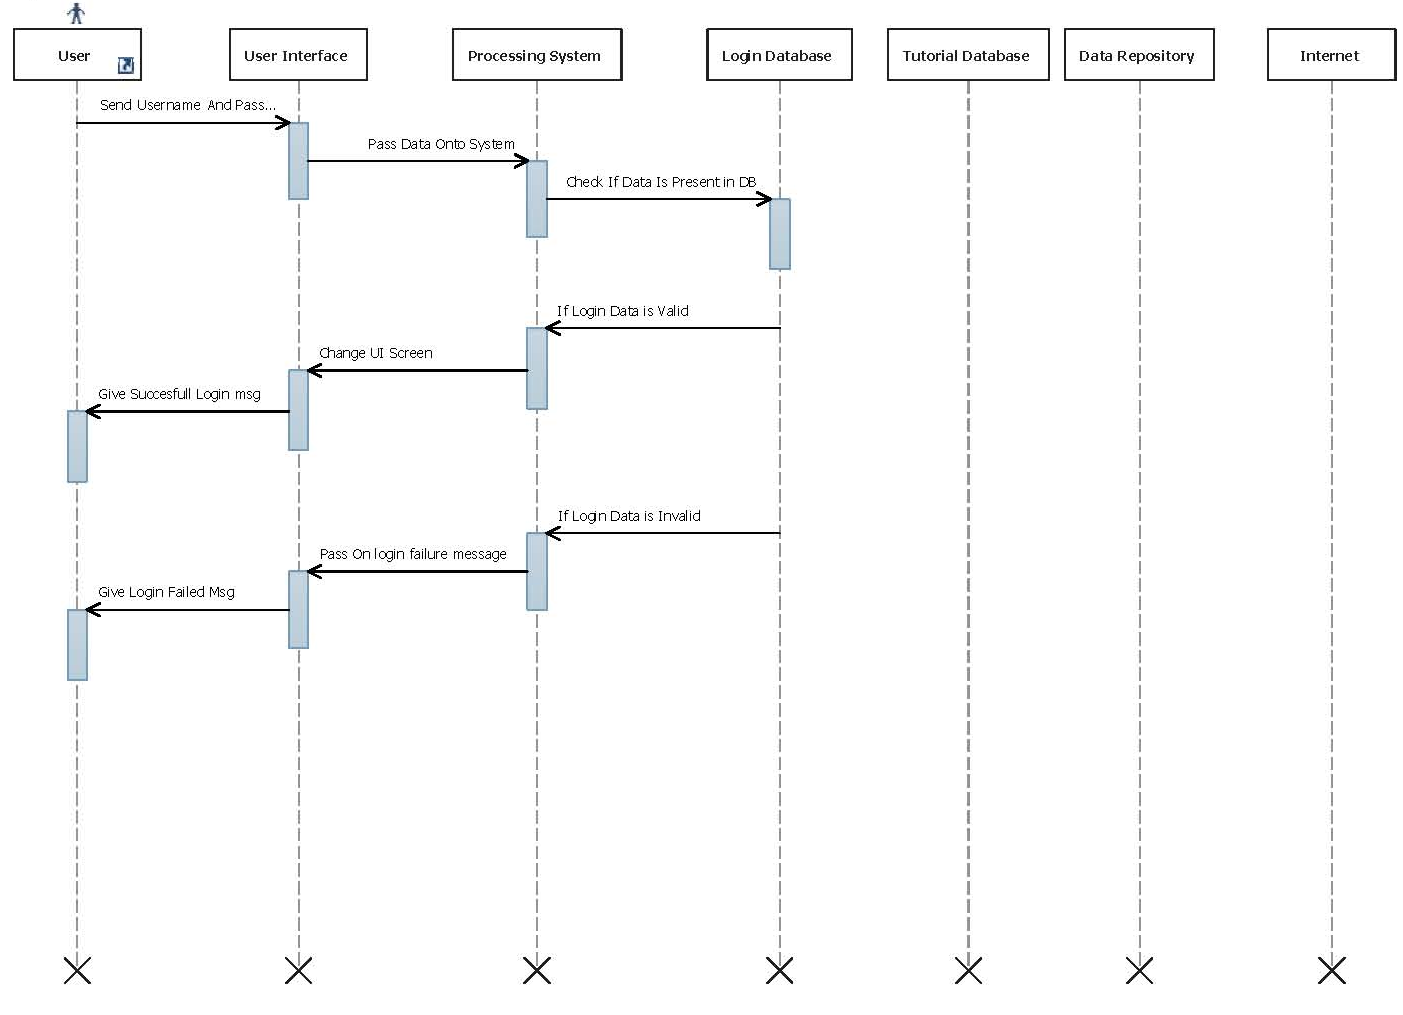 User
User Interface
Processing System
Login Database
Tutorial Database
Data Repository
Internet
Send Username And Pass...
Pass Data Onto System
Check If Data Is Present in DB
If Login Data is Valid
Change UI Screen
Give Succesfull Login msg
If Login Data is Invalid
Pass On login failure message
Give Login Failed Msg